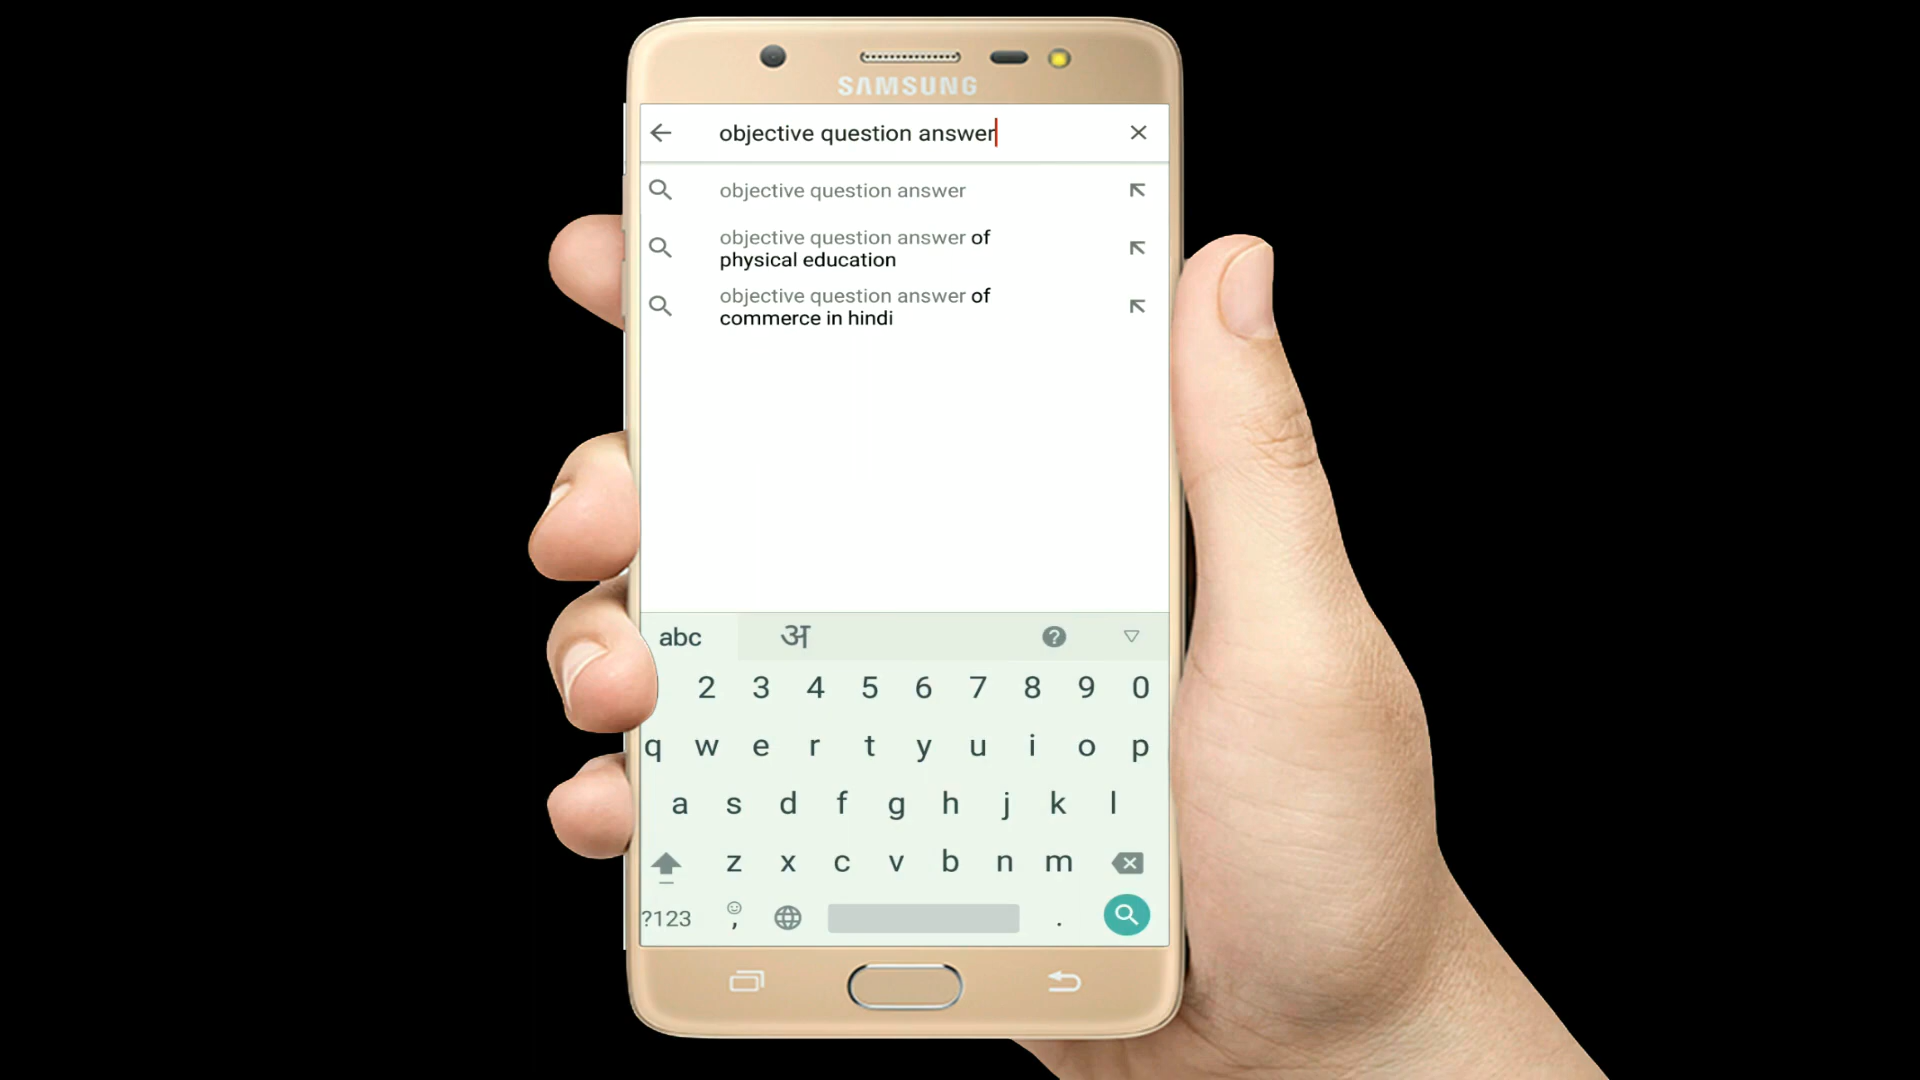 SAMSUNG
objective question answer
objective question answer
objective question answer of
physical education
objective question answer of
commerce in hindi
abc अ ?
2 3 4 5 6 7 8 9 0
q w e r t y u i o p
a s d f g h j k l
z x c v b n m
?123 , .